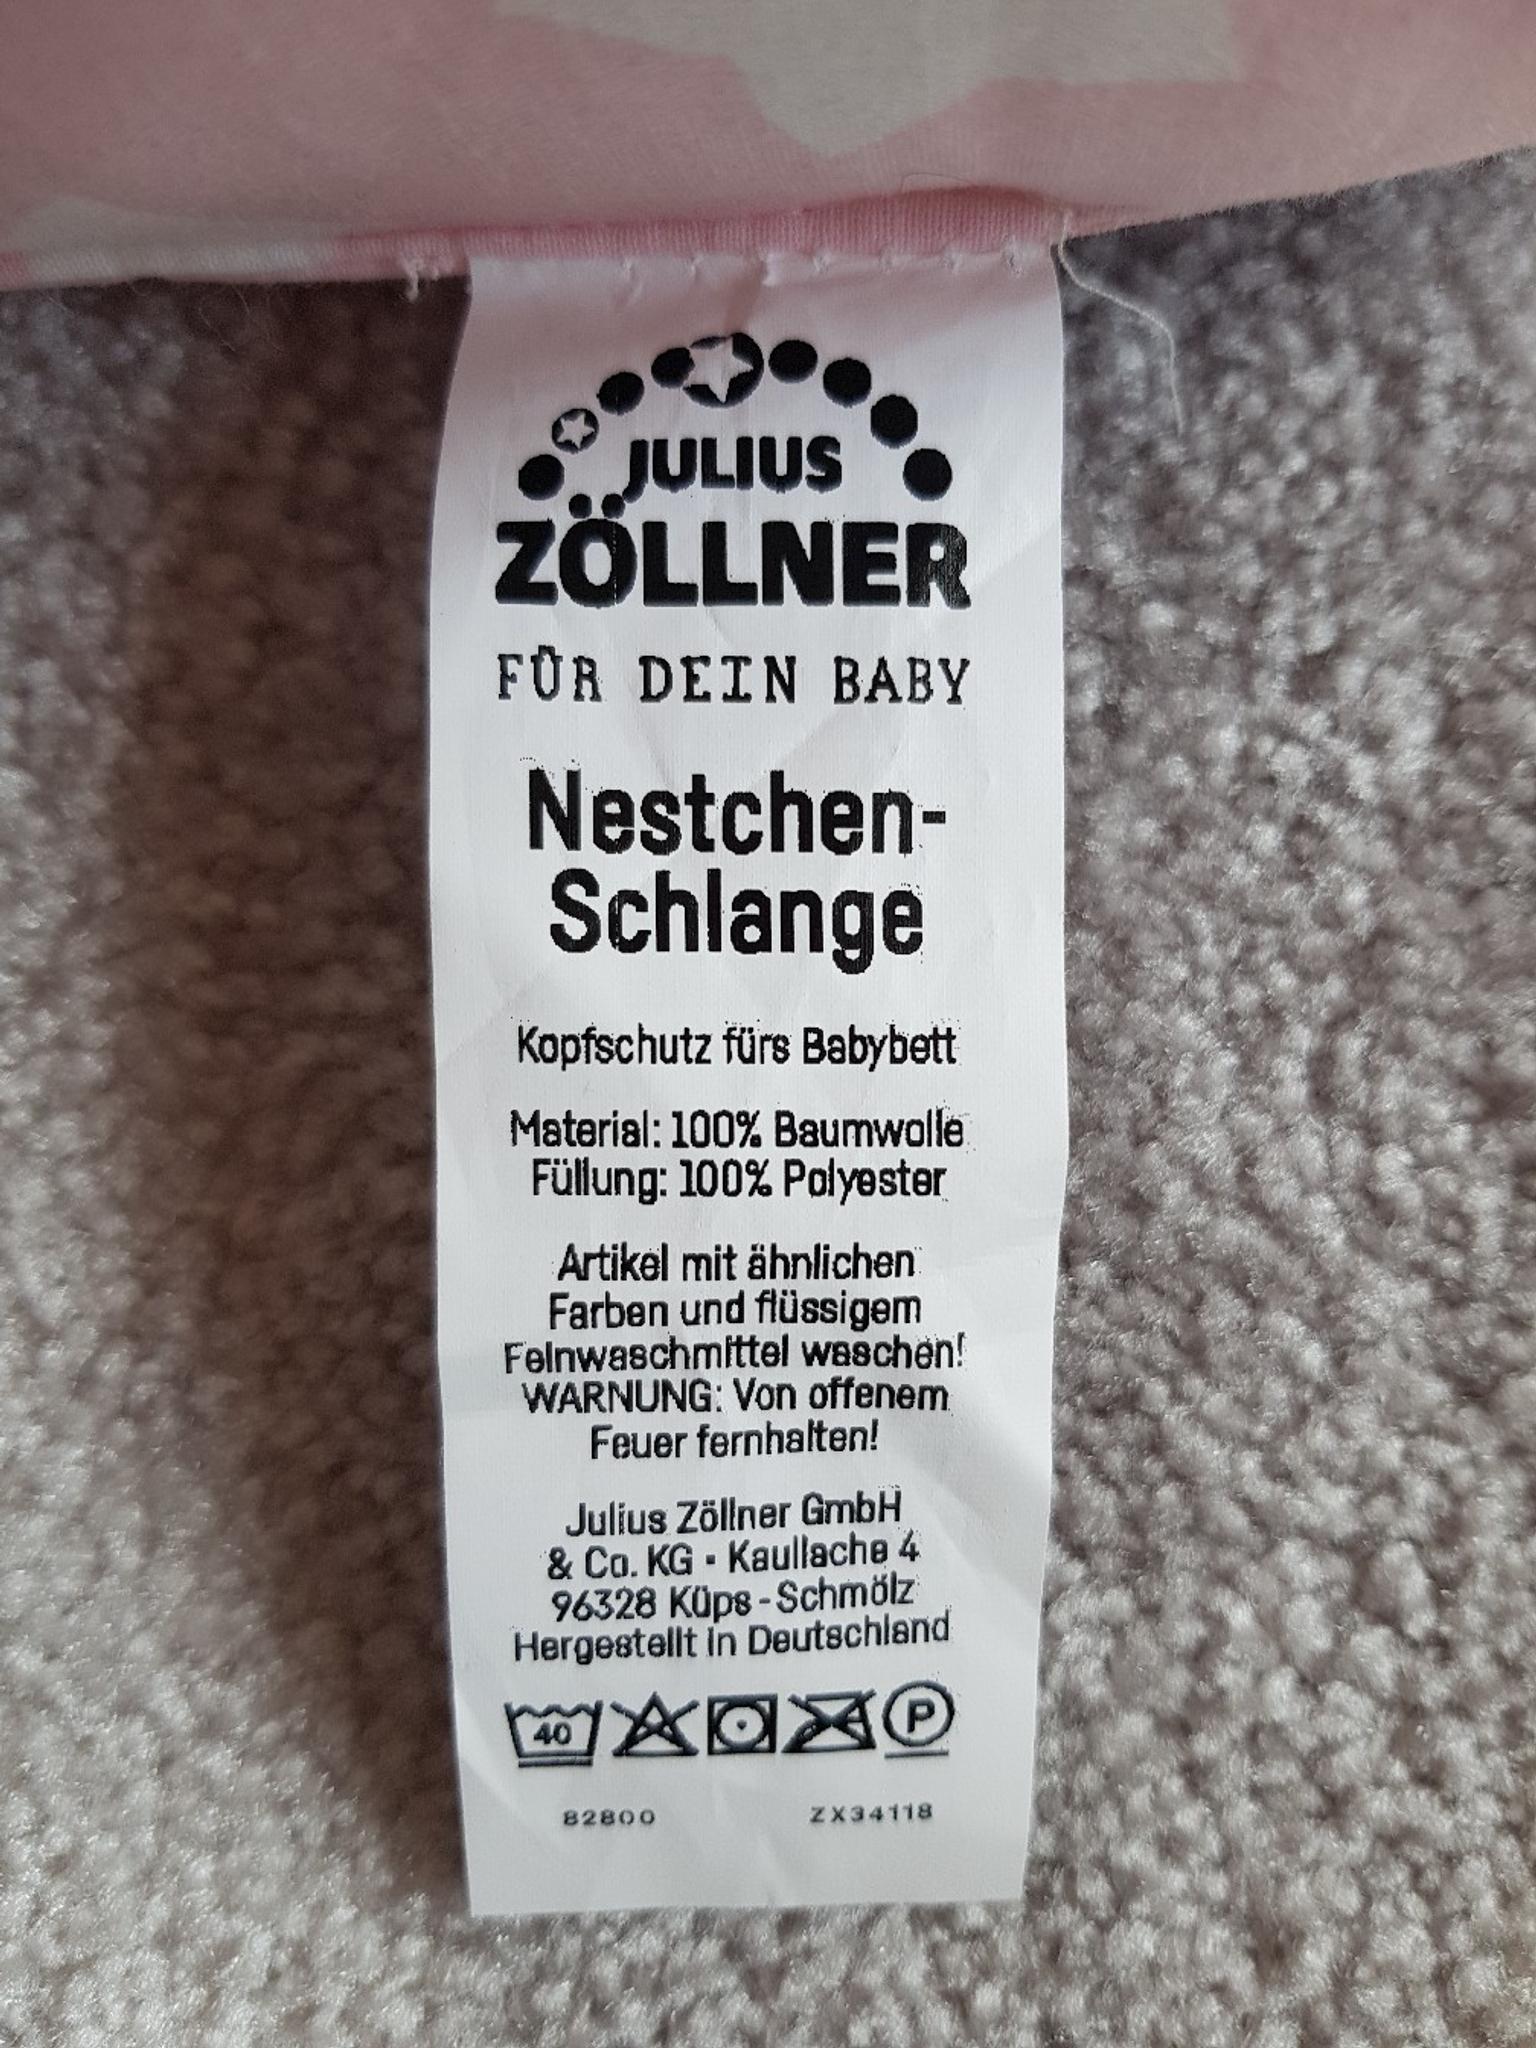 JULIUS
ZÖLLNER
FÜR DEIN BABY
Nestchen-
Schlange
Kopfschutz fürs Babybett
Material: 100% Baumwolle
Füllung: 100% Polyester
Artikel mit ähnlichen
Farben und flüssigem
Feinwaschmittel waschen!
WARNUNG: Von offenem
Feuer fernhalten!
Julius Zöllner GmbH
& Co. KG • Kaullache 4
96328 Küps - Schmölz
Hergestellt in Deutschland
40 P
82800 ZX34118